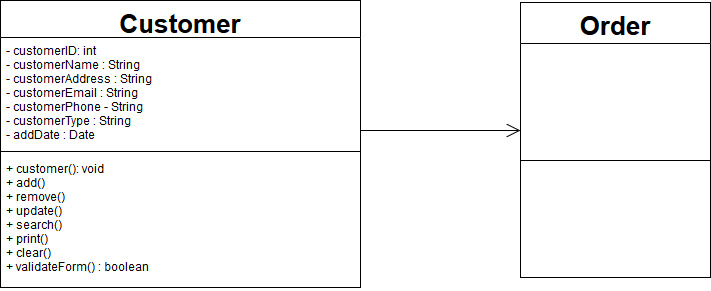 Customer
- customerID: int
- customerName : String
- customerAddress : String
- customerEmail : String
- customerPhone - String
- customerType : String
- addDate : Date
+ customer(): void
+ add()
+ remove()
+ update()
+ search()
+ print()
+ clear()
+ validateForm() : boolean
Order